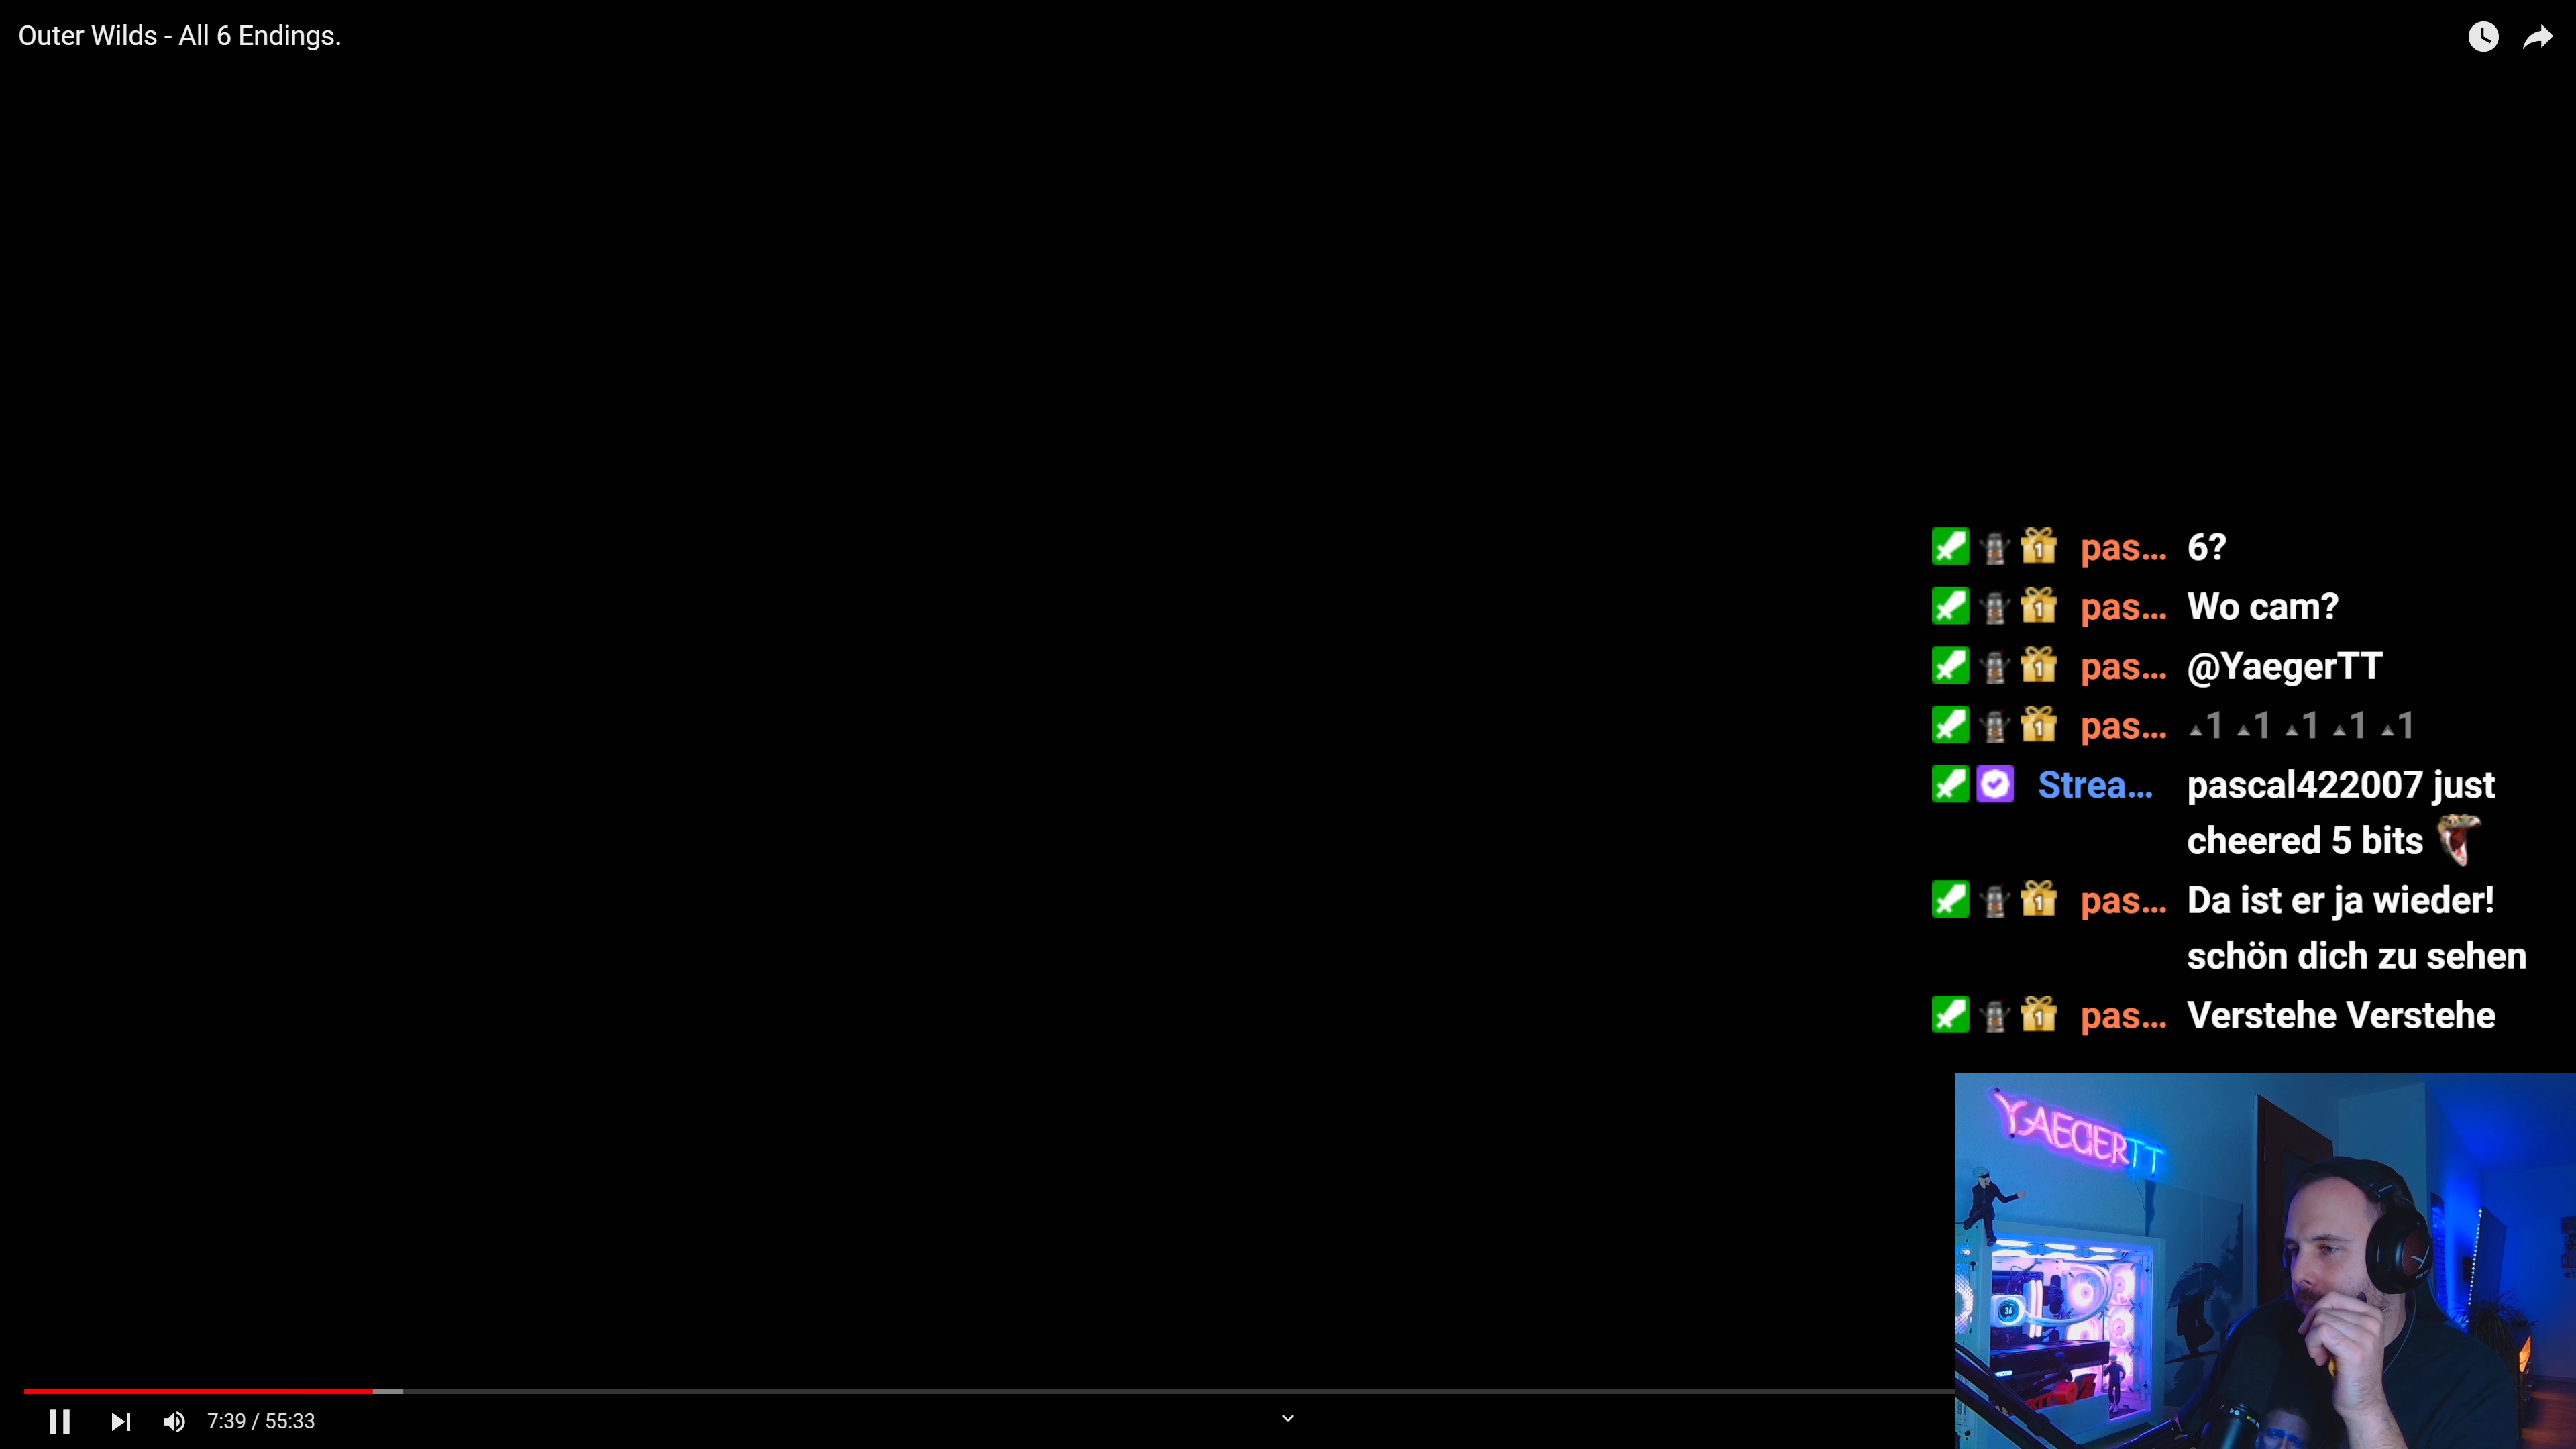 Outer Wilds - All 6 Endings.
pas... 6?
pas... Wo cam?
pas... @YaegerTT
pas... 1 1 1 1 1
Strea... pascal422007 just
cheered 5 bits
pas... Da ist er ja wieder!
schön dich zu sehen
pas... Verstehe Verstehe
YAEGERTT
36
7:39 / 55:33